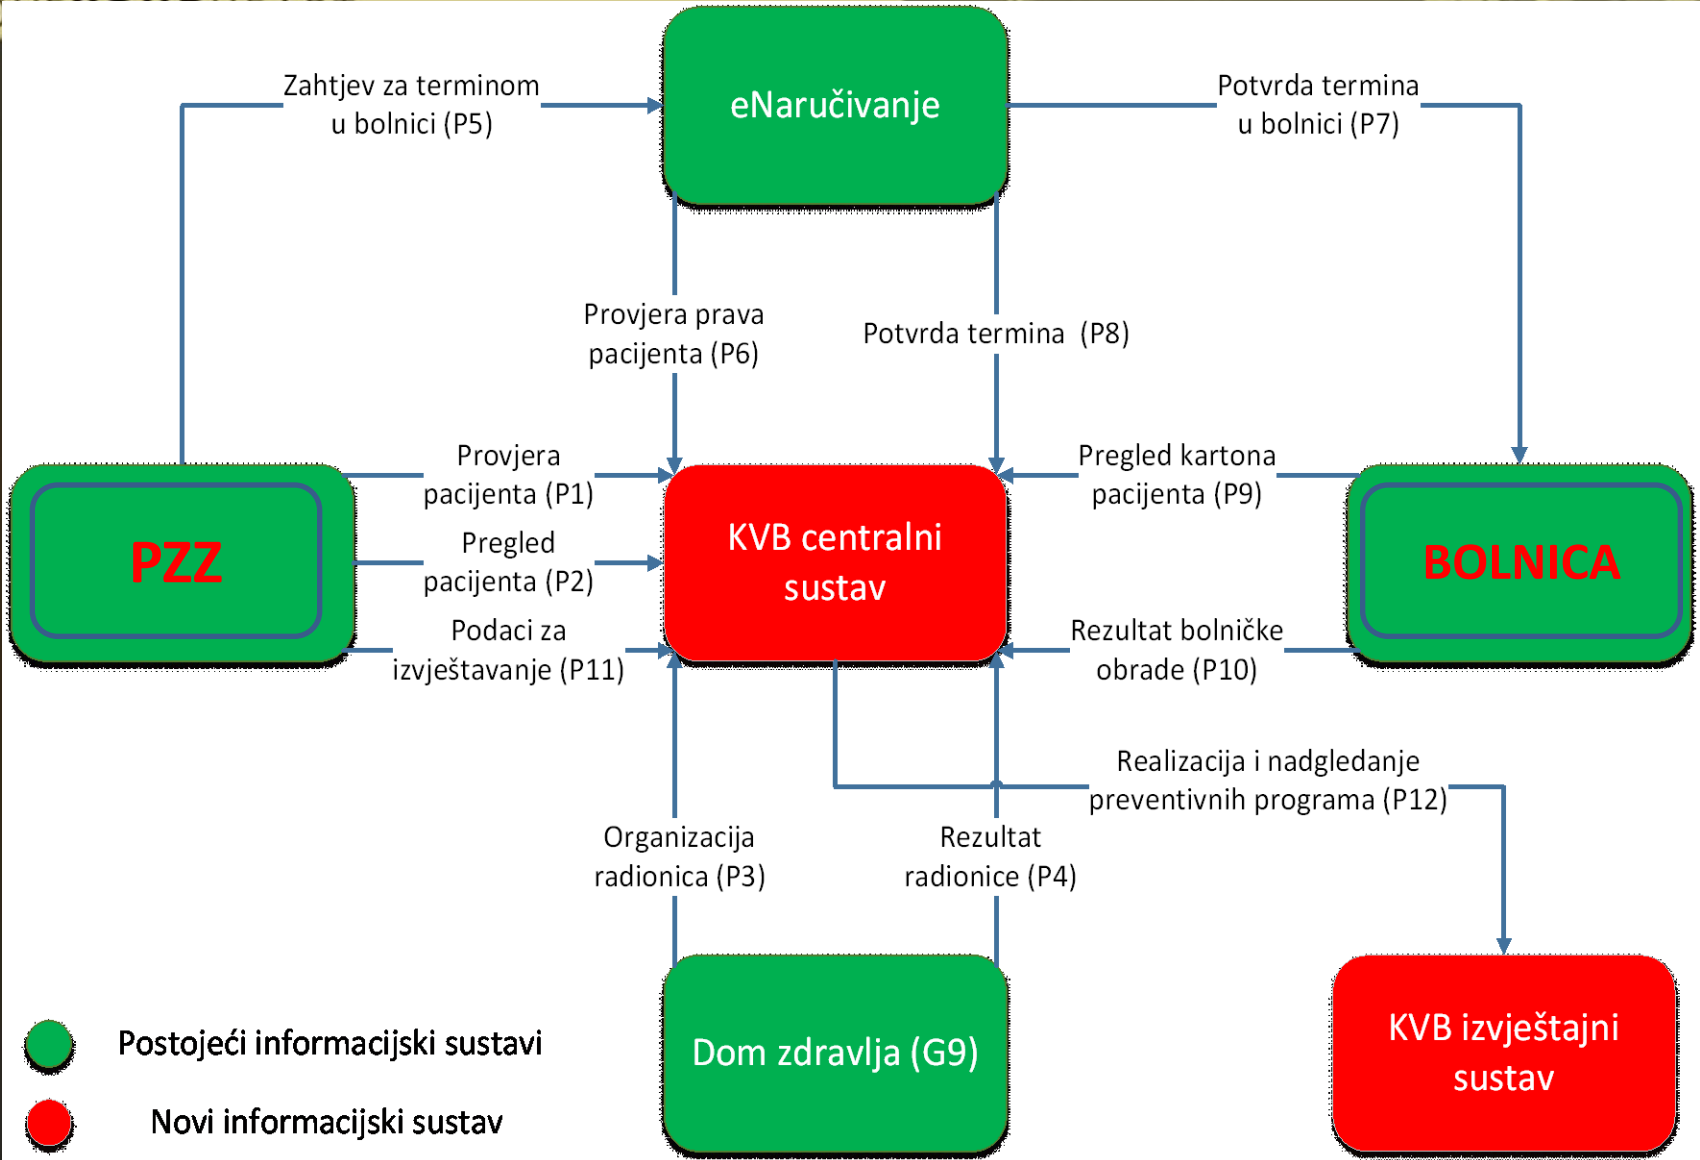 eNaručivanje
Zahtjev za terminom
u bolnici (P5)
Potvrda termina
u bolnici (P7)
Provjera prava
pacijenta (P6)
Potvrda termina  (P8)
Provjera
pacijenta (P1)
Pregled
pacijenta (P2)
Podaci za
izvještavanje (P11)
PZZ
KVB centralni
sustav
Pregled kartona
pacijenta (P9)
BOLNICA
Rezultat bolničke
obrade (P10)
Realizacija i nadgledanje
preventivnih programa (P12)
Organizacija
radionica (P3)
Rezultat
radionice (P4)
Dom zdravlja (G9)
KVB izvještajni
sustav
Postojeći informacijski sustavi
Novi informacijski sustav